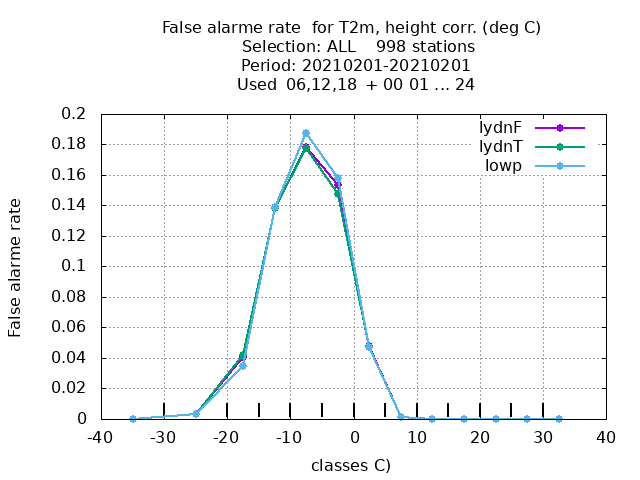 False alarme rate  for T2m, height corr. (deg C)
Selection: ALL    998 stations
Period: 20210201-20210201
Used  06,12,18  + 00 01 ... 24
0.2
0.18
0.16
0.14
0.12
0.1
0.08
0.06
0.04
0.02
0
False alarme rate
lydnF
lydnT
lowp
-40 -30 -20 -10 0 10 20 30 40
classes C)